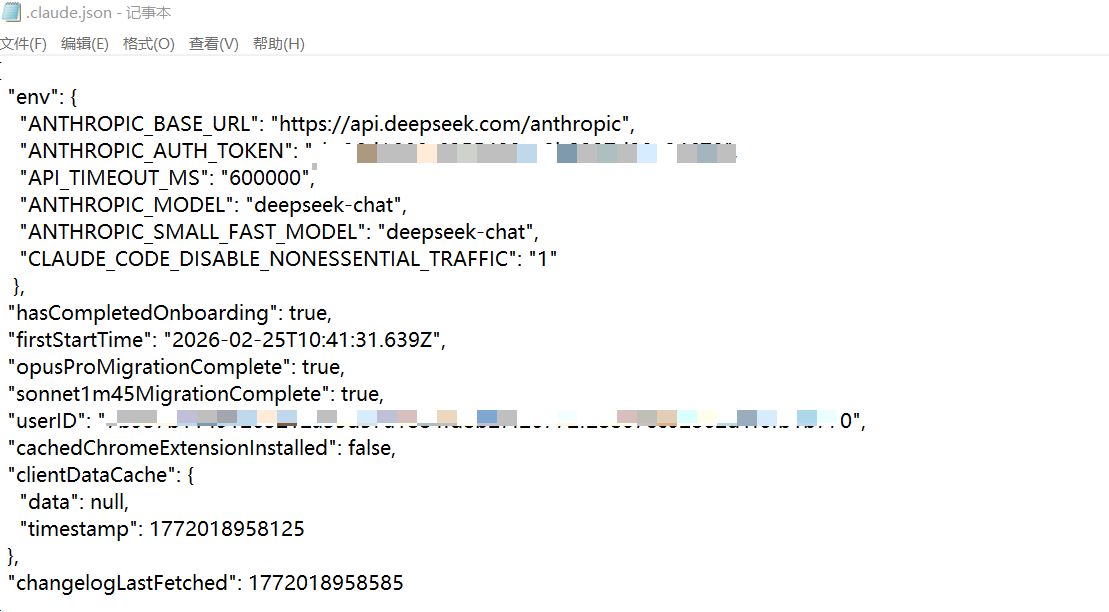 .claude.json - 记事本
文件(F) 编辑(E) 格式(O) 查看(V) 帮助(H)
"env": {
"ANTHROPIC_BASE_URL": "https://api.deepseek.com/anthropic",
"ANTHROPIC_AUTH_TOKEN": "
"API_TIMEOUT_MS": "600000",
"ANTHROPIC_MODEL": "deepseek-chat",
"ANTHROPIC_SMALL_FAST_MODEL": "deepseek-chat",
"CLAUDE_CODE_DISABLE_NONESSENTIAL_TRAFFIC": "1"
},
"hasCompletedOnboarding": true,
"firstStartTime": "2026-02-25T10:41:31.639Z",
"opusProMigrationComplete": true,
"sonnet1m45MigrationComplete": true,
"userID": "0",
"cachedChromeExtensionInstalled": false,
"clientDataCache": {
"data": null,
"timestamp": 1772018958125
},
"changelogLastFetched": 1772018958585